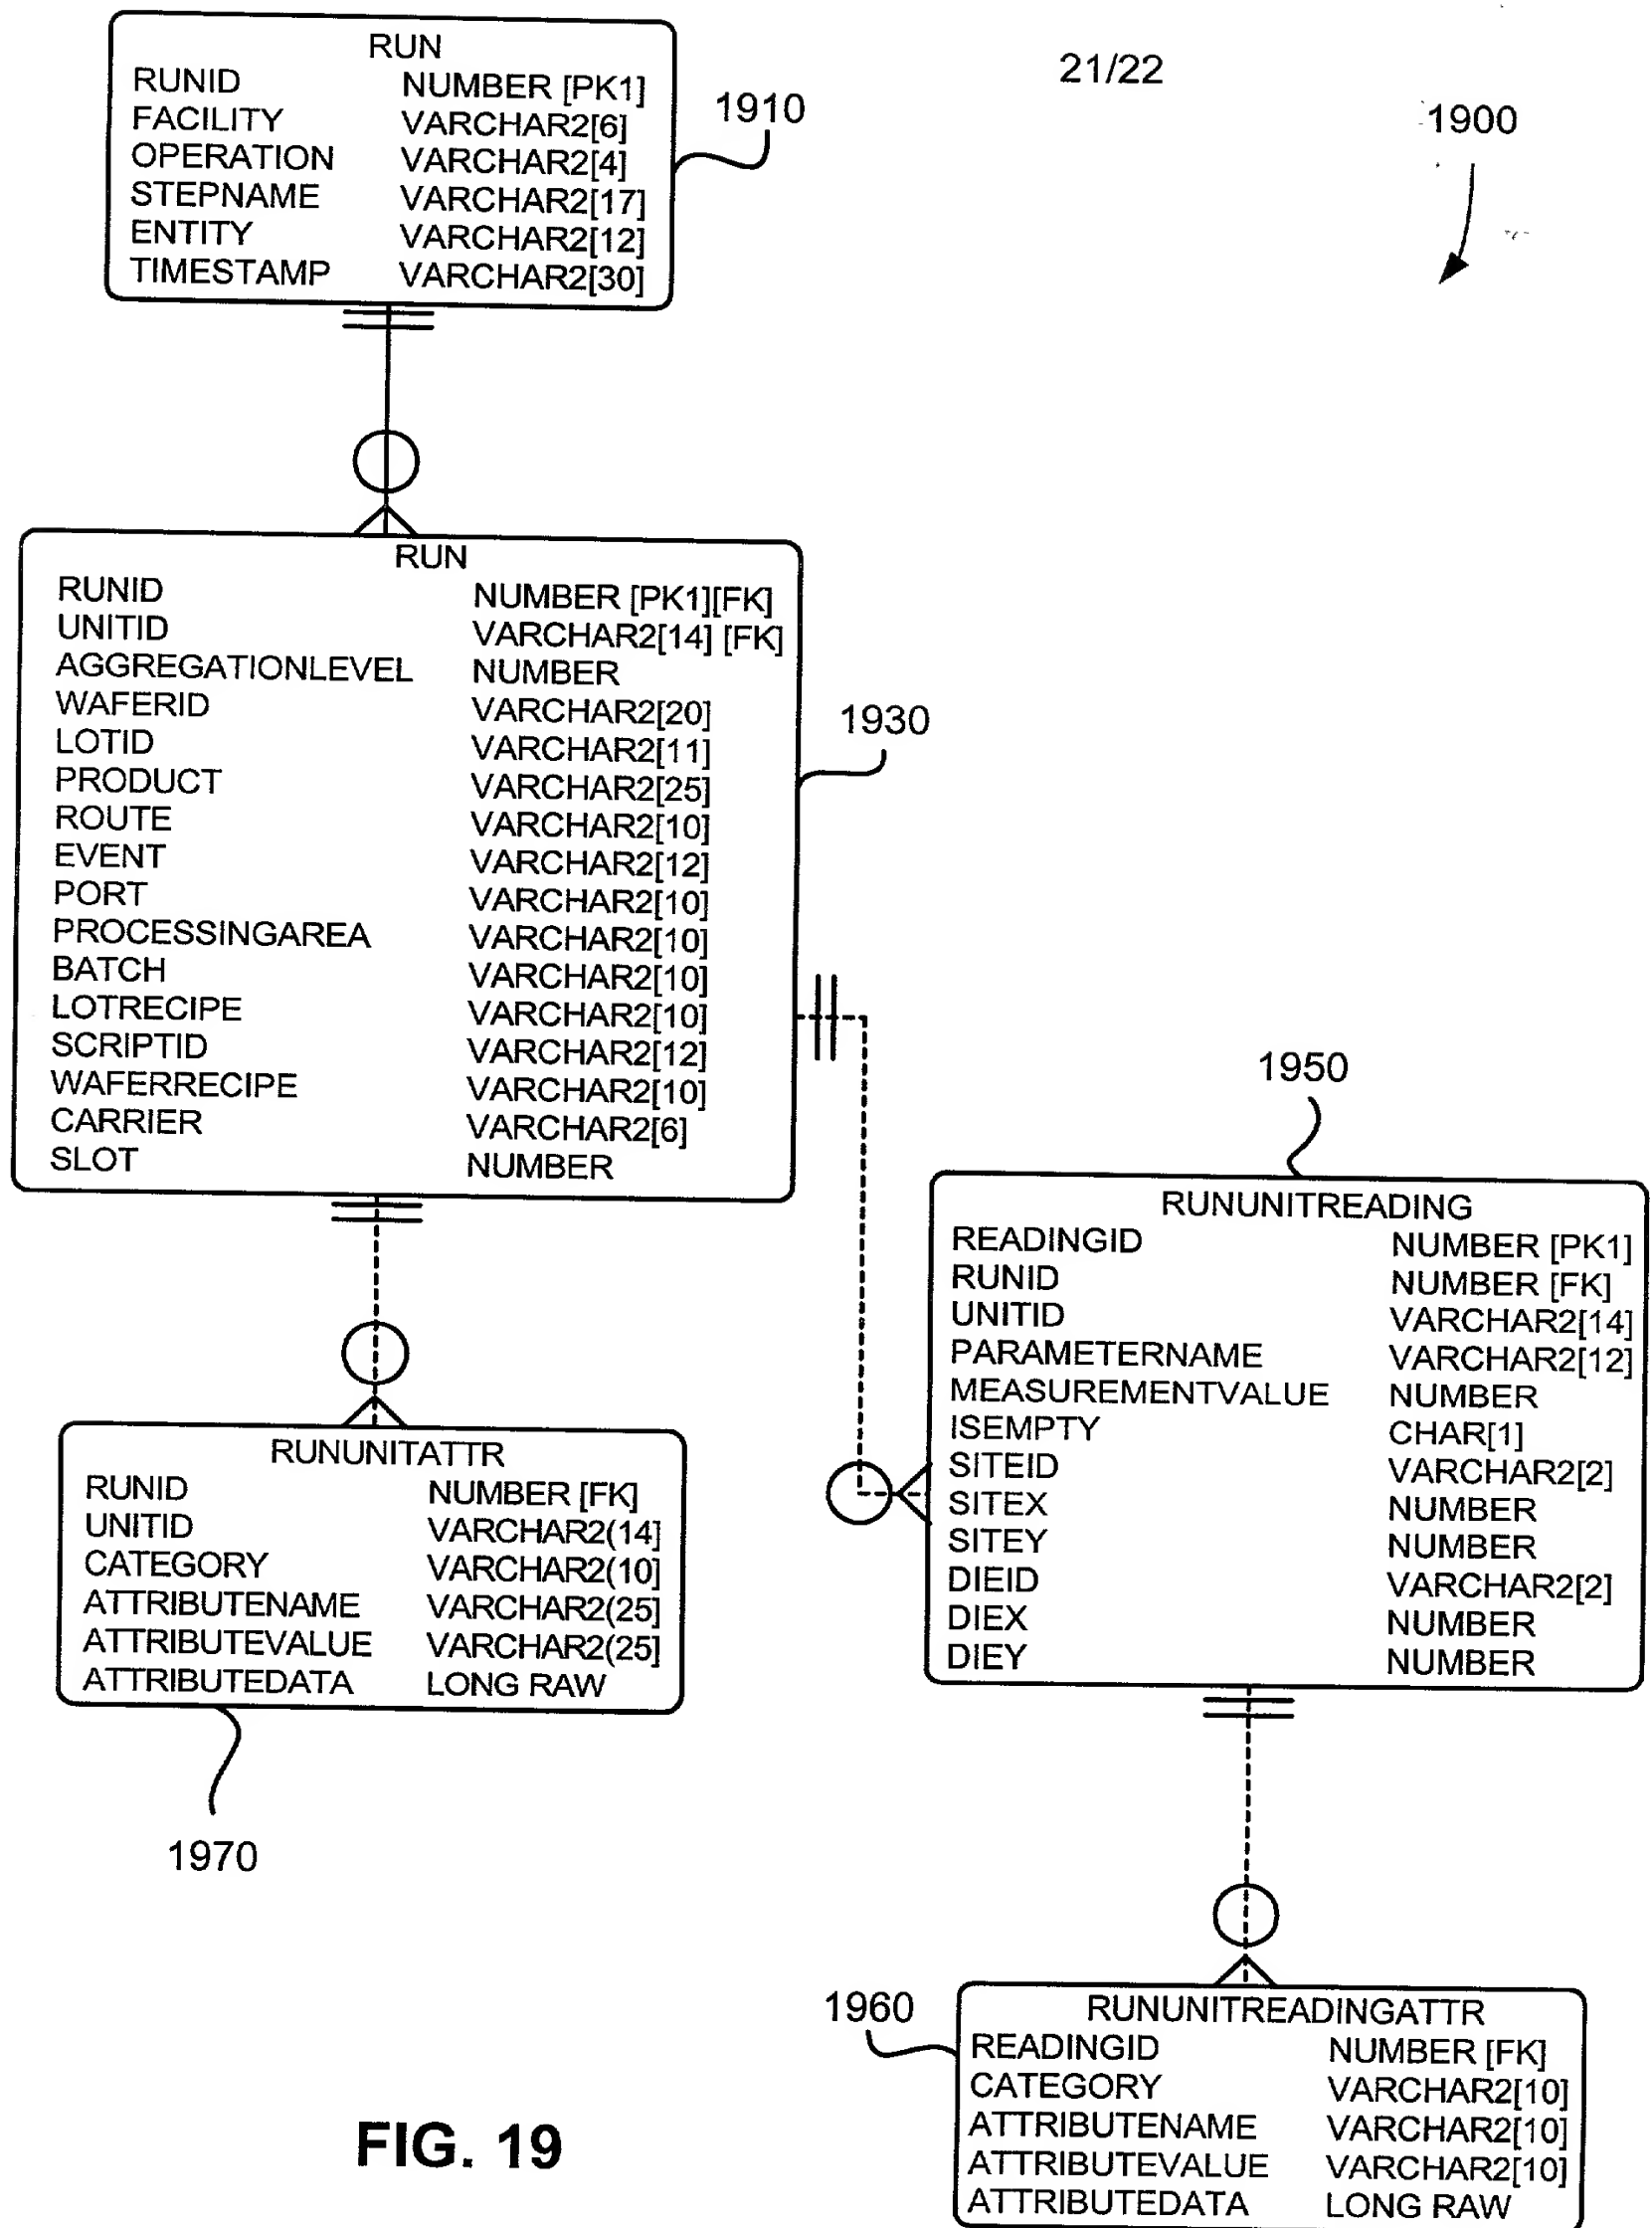 21/22
1900
RUN
RUNID NUMBER [PK1]
FACILITY VARCHAR2[6]
OPERATION VARCHAR2[4]
STEPNAME VARCHAR2[17]
ENTITY VARCHAR2[12]
TIMESTAMP VARCHAR2[30]
1910
RUN
RUNID NUMBER [PK1][FK]
UNITID VARCHAR2[14] [FK]
AGGREGATIONLEVEL NUMBER
WAFERID VARCHAR2[20]
LOTID VARCHAR2[11]
PRODUCT VARCHAR2[25]
ROUTE VARCHAR2[10]
EVENT VARCHAR2[12]
PORT VARCHAR2[10]
PROCESSINGAREA VARCHAR2[10]
BATCH VARCHAR2[10]
LOTRECIPE VARCHAR2[10]
SCRIPTID VARCHAR2[12]
WAFERRECIPE VARCHAR2[10]
CARRIER VARCHAR2[6]
SLOT NUMBER
1930
1950
RUNUNITREADING
READINGID NUMBER [PK1]
RUNID NUMBER [FK]
UNITID VARCHAR2[14]
PARAMETERNAME VARCHAR2[12]
MEASUREMENTVALUE NUMBER
ISEMPTY CHAR[1]
SITEID VARCHAR2[2]
SITEX NUMBER
SITEY NUMBER
DIEID VARCHAR2[2]
DIEX NUMBER
DIEY NUMBER
RUNUNITATTR
RUNID NUMBER [FK]
UNITID VARCHAR2(14]
CATEGORY VARCHAR2(10]
ATTRIBUTENAME VARCHAR2(25]
ATTRIBUTEVALUE VARCHAR2(25]
ATTRIBUTEDATA LONG RAW
1970
1960
RUNUNITREADINGATTR
READINGID NUMBER [FK]
CATEGORY VARCHAR2[10]
ATTRIBUTENAME VARCHAR2[10]
ATTRIBUTEVALUE VARCHAR2[10]
ATTRIBUTEDATA LONG RAW
FIG. 19